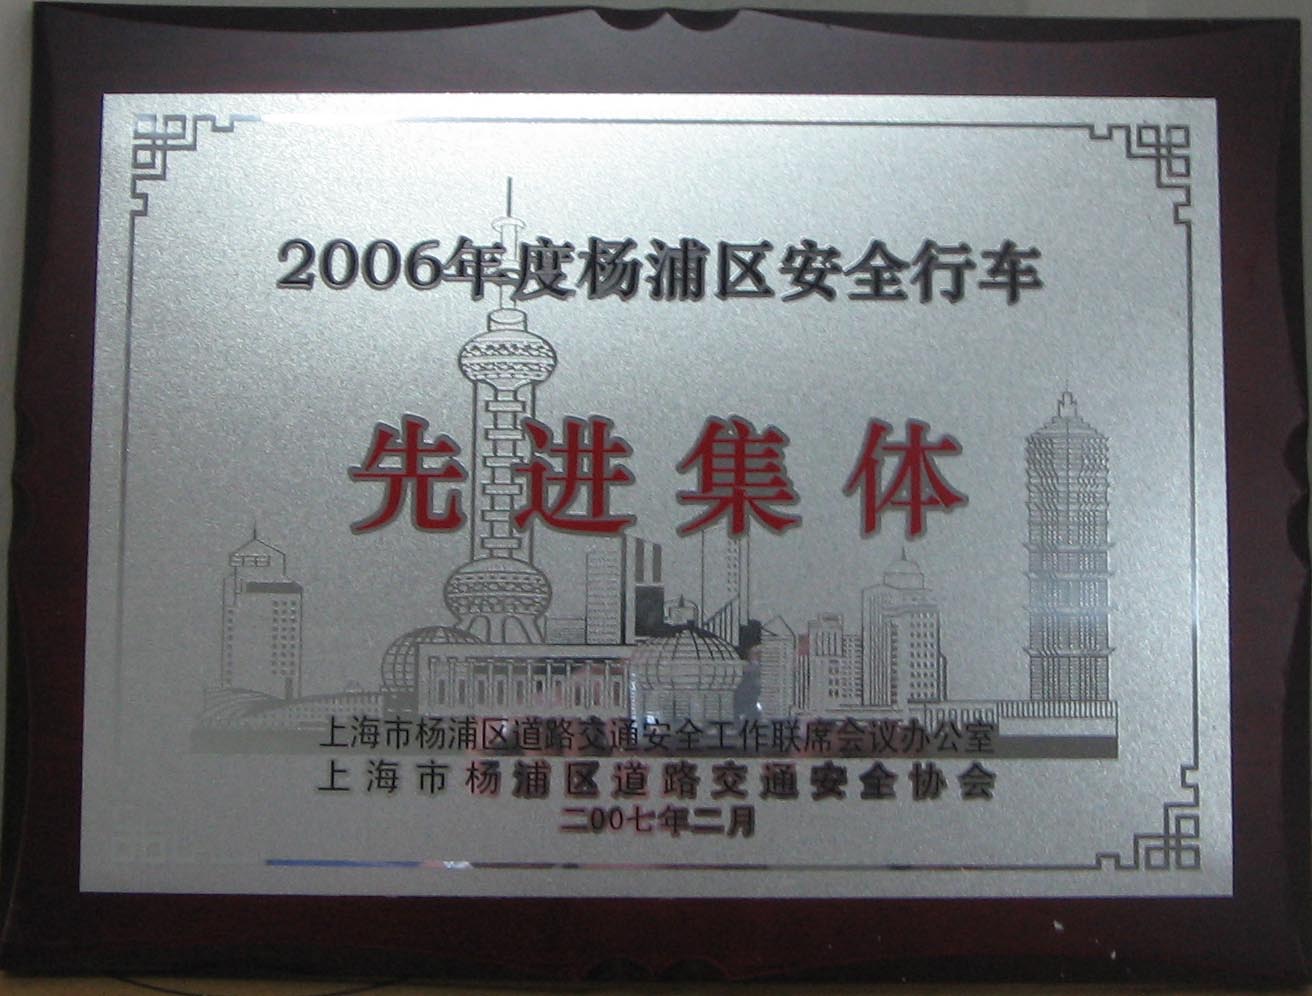 2006年度杨浦区安全行车
先进集体
上海市杨浦区道路交通安全工作联席会议办公室
上海市杨浦区道路交通安全协会
二00七年二月